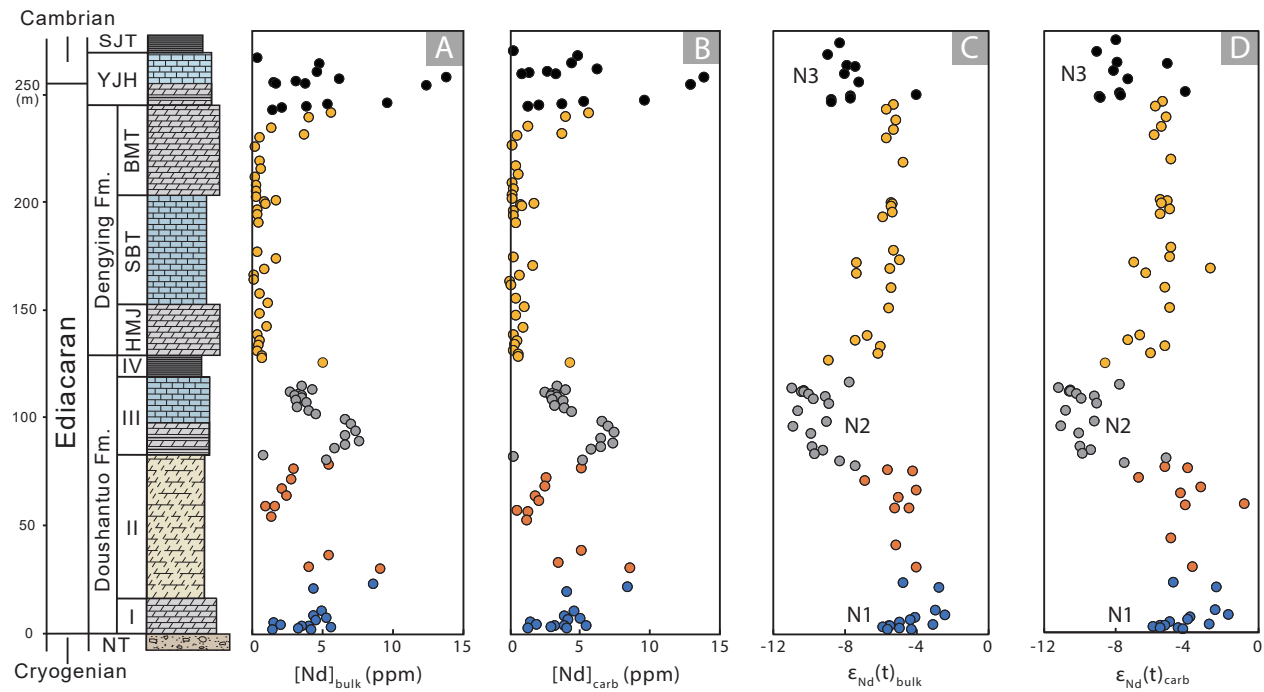 Cambrian
SJT
YJH
250
(m)
BMT
200
SBT
Dengying Fm.
150
HMJ
Ediacaran
IV
100
III
Doushantuo Fm.
50
II
I
0
NT
Cryogenian
A
B
C
D
N3
N3
N2
N2
N1
N1
0 5 10 15
0 5 10 15
-12 -8 -4 0
-12 -8 -4 0
[Nd]bulk (ppm)
[Nd]carb (ppm)
εNd(t)bulk
εNd(t)carb